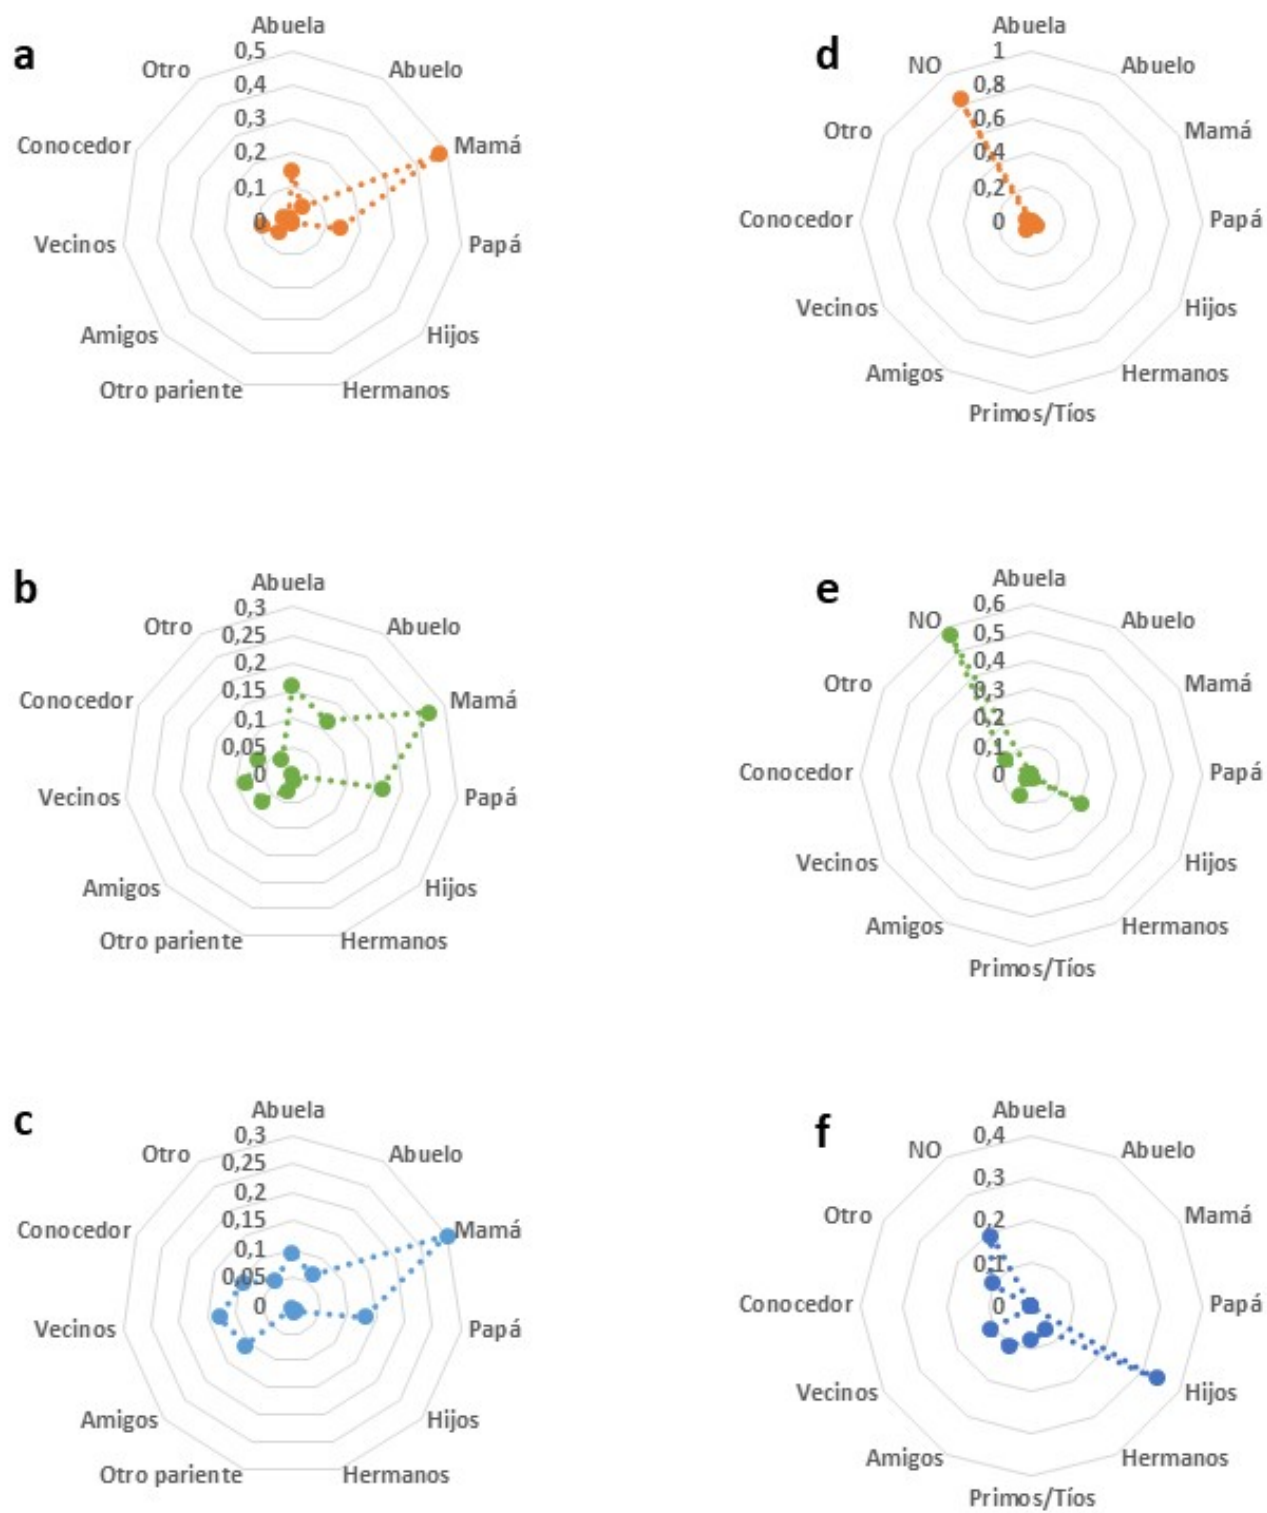 a
Abuela
0,5
0,4
0,3
0,2
0,1
0
Abuelo
Mamá
Papá
Hijos
Hermanos
Otro pariente
Amigos
Vecinos
Conocedor
Otro
d
Abuela
1
0,8
0,6
0,4
0,2
0
Abuelo
Mamá
Papá
Hijos
Hermanos
Primos/Tíos
Amigos
Vecinos
Conocedor
Otro
NO
b
Abuela
0,3
0,25
0,2
0,15
0,1
0,05
0
Abuelo
Mamá
Papá
Hijos
Hermanos
Otro pariente
Amigos
Vecinos
Conocedor
Otro
e
Abuela
0,6
0,5
0,4
0,3
0,2
0,1
0
Abuelo
Mamá
Papá
Hijos
Hermanos
Primos/Tíos
Amigos
Vecinos
Conocedor
Otro
NO
c
Abuela
0,3
0,25
0,2
0,15
0,1
0,05
0
Abuelo
Mamá
Papá
Hijos
Hermanos
Otro pariente
Amigos
Vecinos
Conocedor
Otro
f
Abuela
0,4
0,3
0,2
0,1
0
Abuelo
Mamá
Papá
Hijos
Hermanos
Primos/Tíos
Amigos
Vecinos
Conocedor
Otro
NO